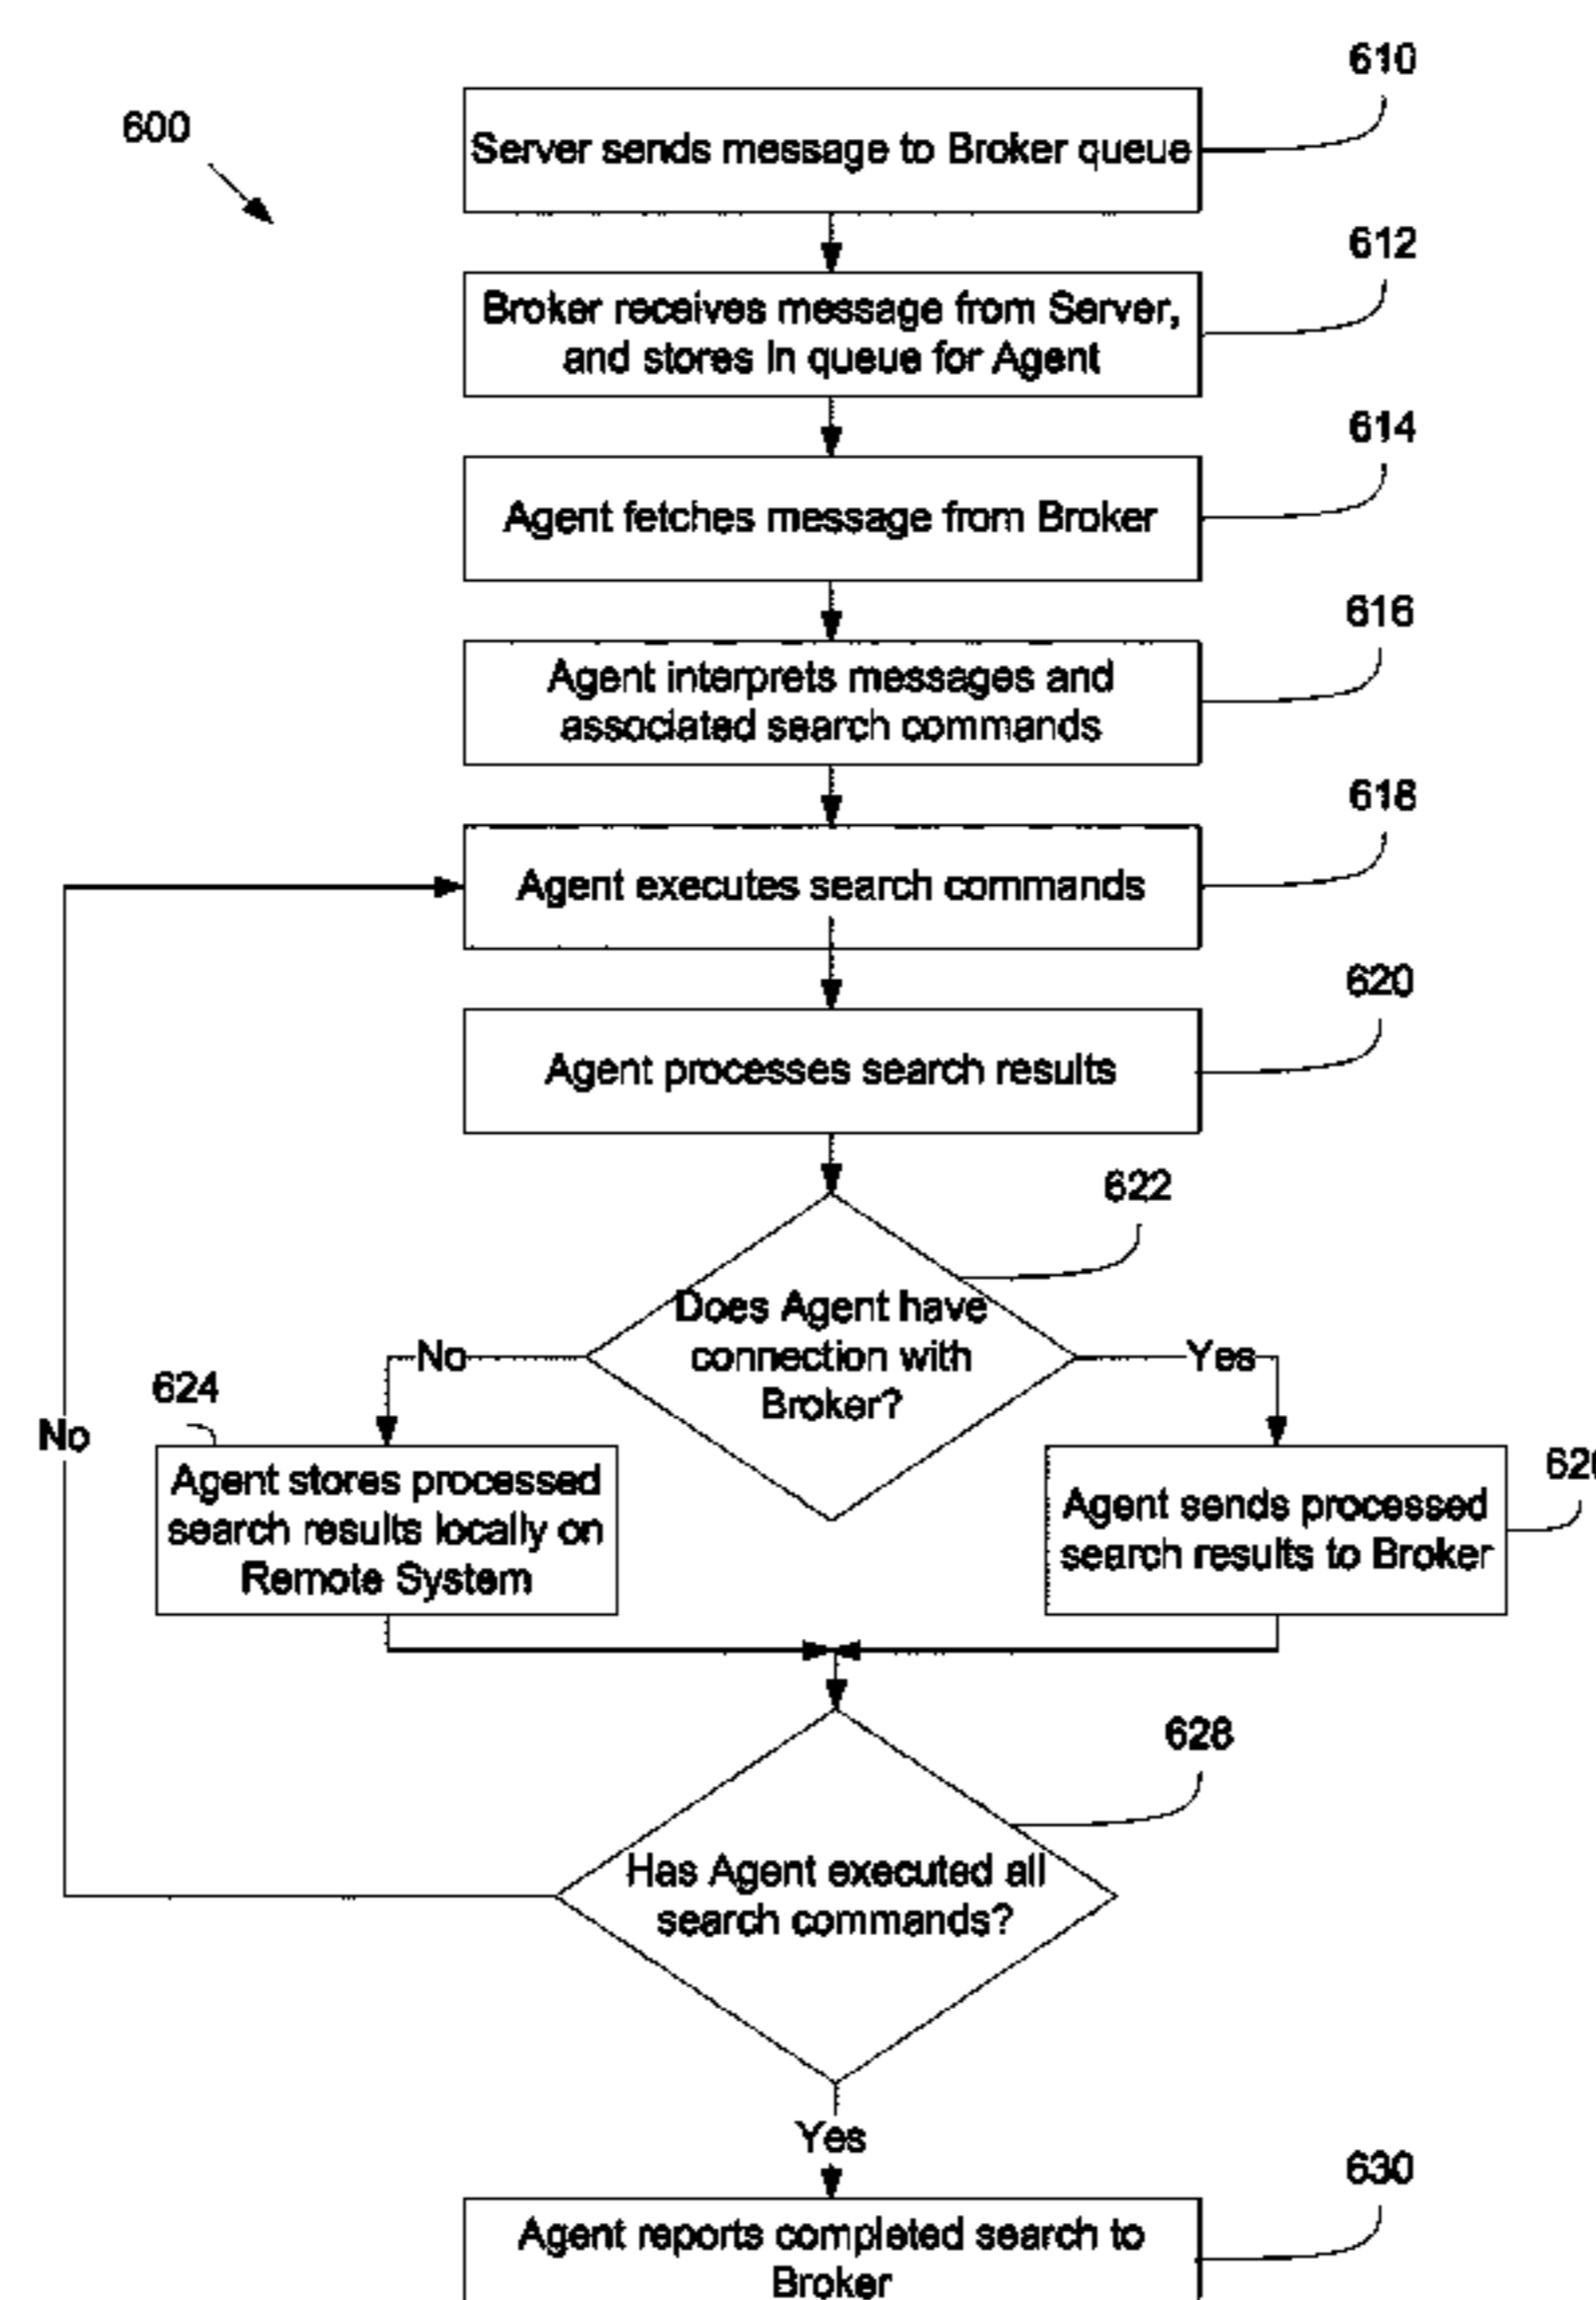 610
600
Server sends message to Broker queue
612
Broker receives message from Server,
and stores in queue for Agent
614
Agent fetches message from Broker
616
Agent interprets messages and
associated search commands
618
Agent executes search commands
620
Agent processes search results
622
Does Agent have
connection with
Broker?
No
Yes
624
No
Agent stores processed
search results locally on
Remote System
Agent sends processed
search results to Broker
628
Has Agent executed all
search commands?
Yes
630
Agent reports completed search to
Broker